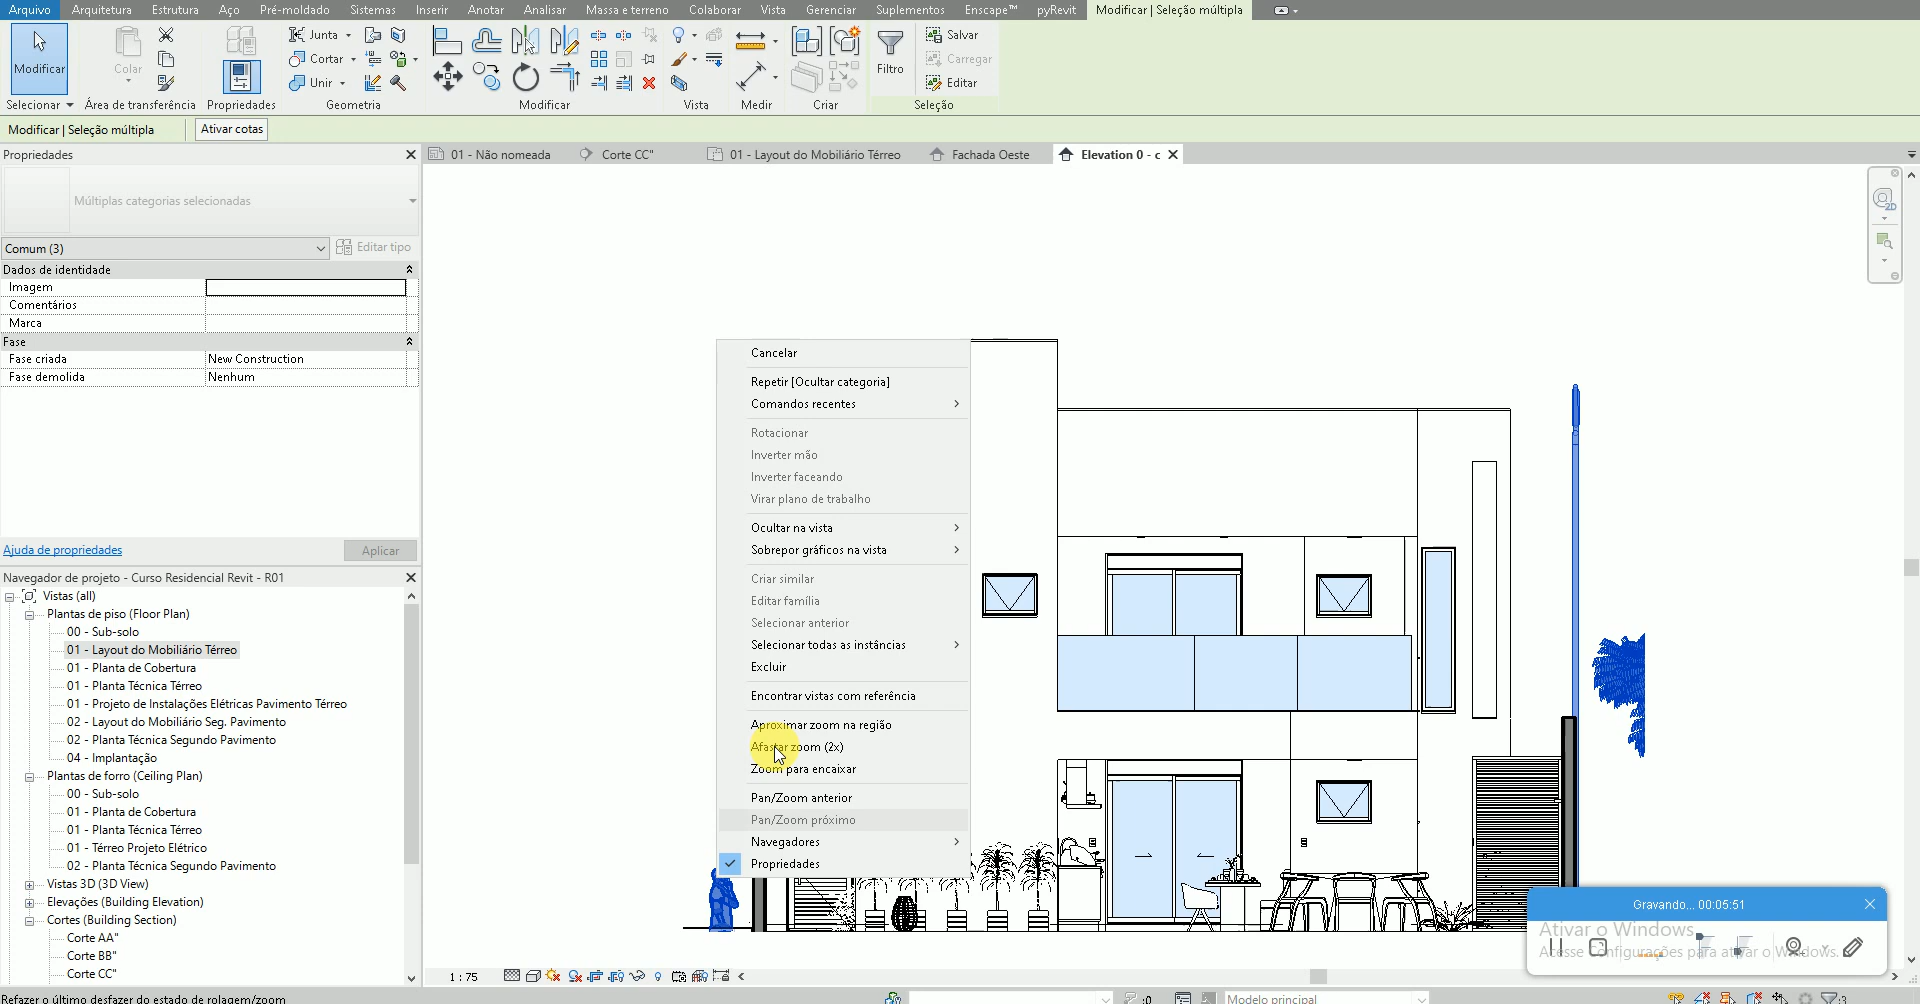 Arquivo Arquitetura Estrutura Aço Pré-moldado Sistemas Inserir Anotar Analisar Massa e terreno Colaborar Vista Gerenciar Suplementos Enscape™ pyRevit Modificar | Seleção múltipla
Modificar
Colar
Junta
Cortar
Unir
Filtro
Salvar
Carregar
Editar
Selecionar Área de transferência Propriedades Geometria Modificar Vista Medir Criar Seleção
Modificar | Seleção múltipla Ativar cotas
Propriedades
01 - Não nomeada Corte CC" 01 - Layout do Mobiliário Térreo Fachada Oeste Elevation 0 - c
Múltiplas categorias selecionadas
Comum (3) Editar tipo
Dados de identidade
Imagem
Comentários
Marca
Fase
Fase criada New Construction
Fase demolida Nenhum
Ajuda de propriedades Aplicar
Navegador de projeto - Curso Residencial Revit - R01
Vistas (all)
Plantas de piso (Floor Plan)
00 - Sub-solo
01 - Layout do Mobiliário Térreo
01 - Planta de Cobertura
01 - Planta Técnica Térreo
01 - Projeto de Instalações Elétricas Pavimento Térreo
02 - Layout do Mobiliário Seg. Pavimento
02 - Planta Técnica Segundo Pavimento
04 - Implantação
Plantas de forro (Ceiling Plan)
00 - Sub-solo
01 - Planta de Cobertura
01 - Planta Técnica Térreo
01 - Térreo Projeto Elétrico
02 - Planta Técnica Segundo Pavimento
Vistas 3D (3D View)
Elevações (Building Elevation)
Cortes (Building Section)
Corte AA"
Corte BB"
Corte CC"
Cancelar
Repetir [Ocultar categoria]
Comandos recentes
Rotacionar
Inverter mão
Inverter faceando
Virar plano de trabalho
Ocultar na vista
Sobrepor gráficos na vista
Criar similar
Editar família
Selecionar anterior
Selecionar todas as instâncias
Excluir
Encontrar vistas com referência
Aproximar zoom na região
Afastar zoom (2x)
Zoom para encaixar
Pan/Zoom anterior
Pan/Zoom próximo
Navegadores
Propriedades
2D
Gravando... 00:05:51
Ativar o Windows
Acesse Configurações para ativar o Windows.
1 : 75
Refazer o último desfazer do estado de rolagem/zoom :0 Modelo principal :3